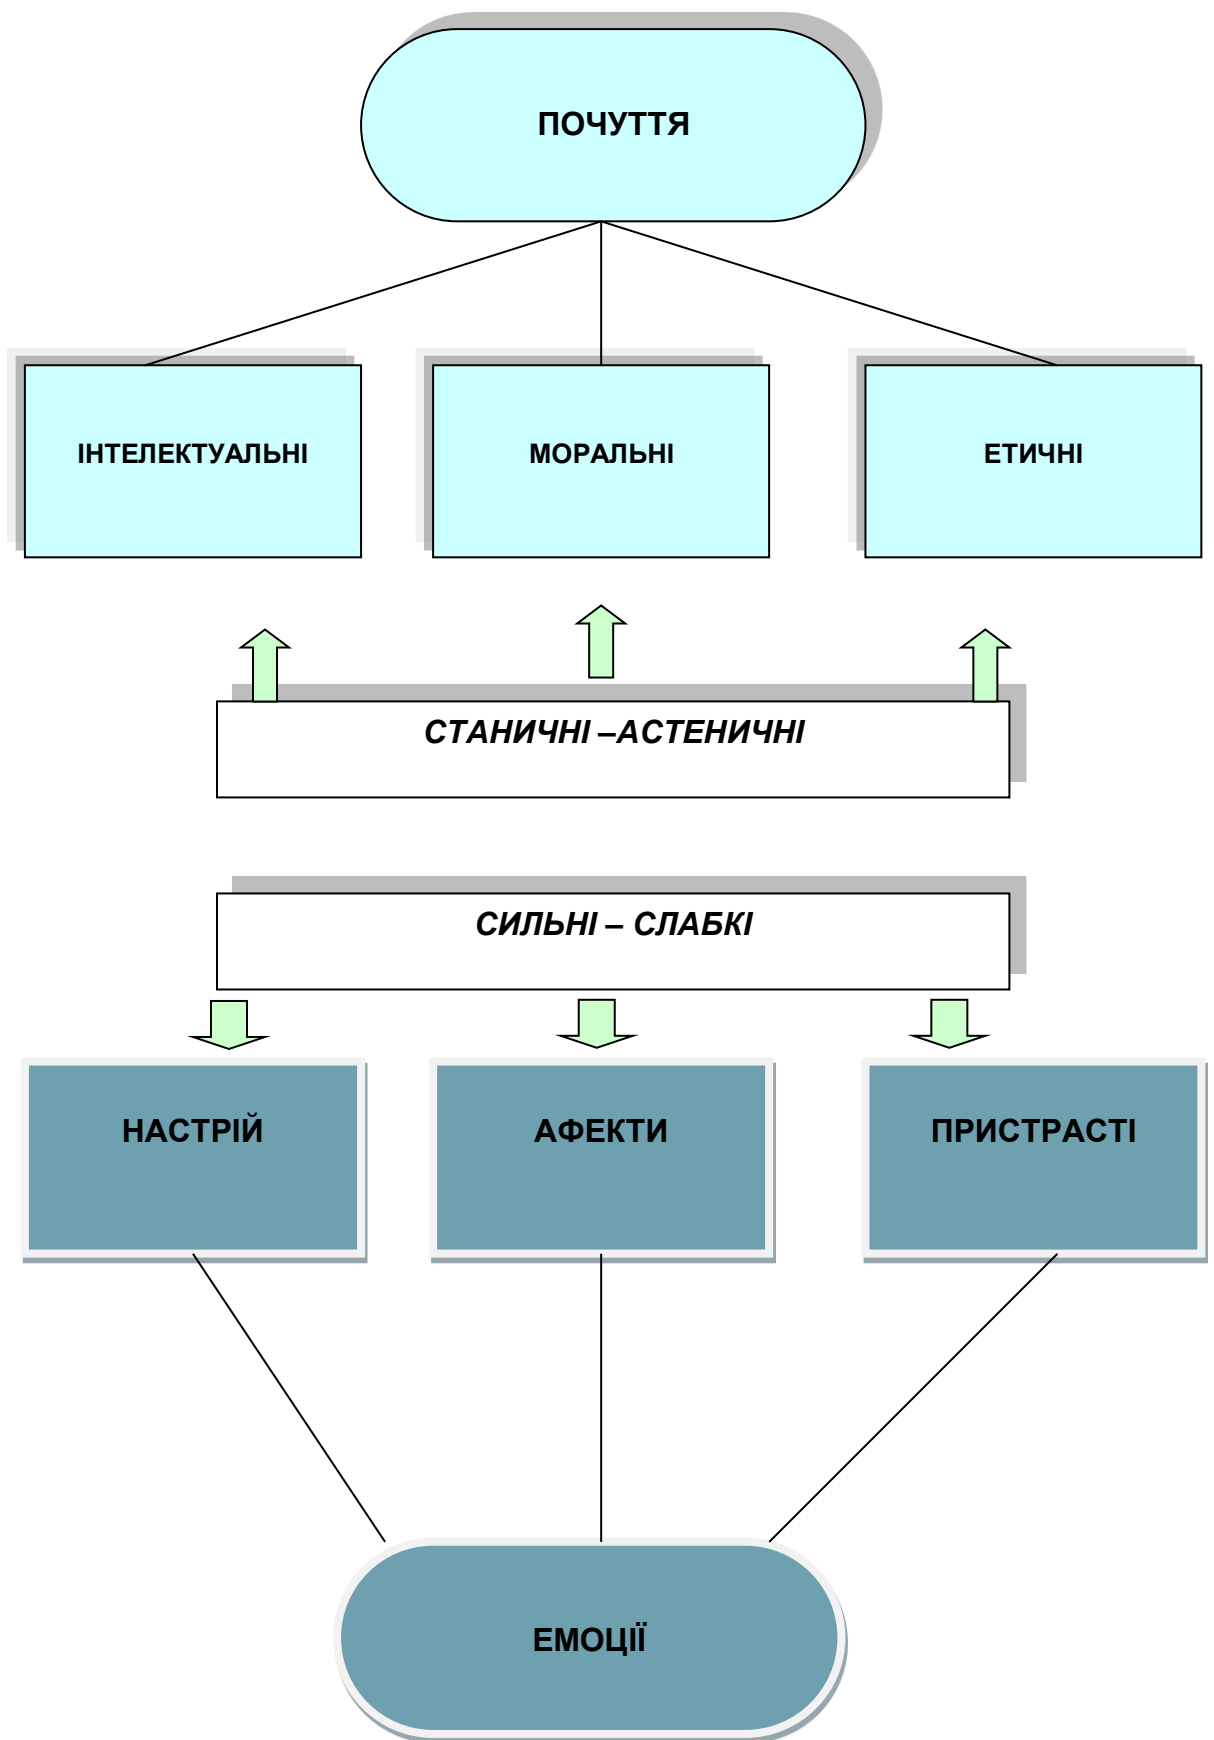 ПОЧУТТЯ
ІНТЕЛЕКТУАЛЬНІ
МОРАЛЬНІ
ЕТИЧНІ
СТАНИЧНІ –АСТЕНИЧНІ
СИЛЬНІ – СЛАБКІ
НАСТРІЙ
АФЕКТИ
ПРИСТРАСТІ
ЕМОЦІЇ